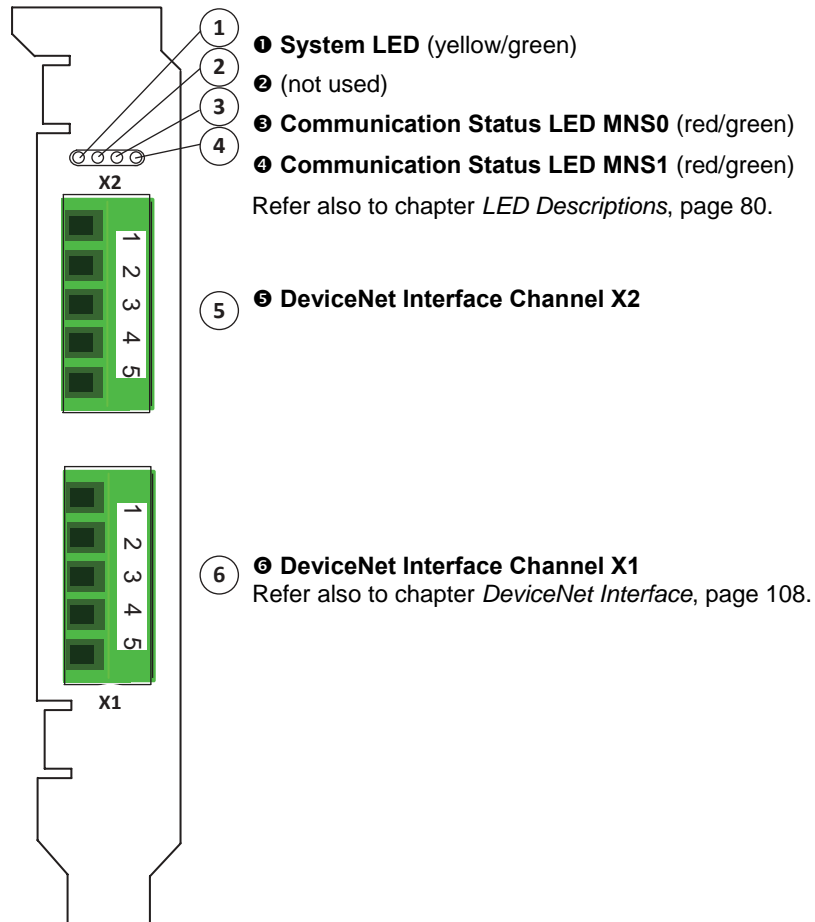 1
❶ System LED (yellow/green)
2
❷ (not used)
3
❸ Communication Status LED MNS0 (red/green)
4
❹ Communication Status LED MNS1 (red/green)
X2
Refer also to chapter LED Descriptions, page 80.
1
2
3
4
5
5
❺ DeviceNet Interface Channel X2
1
2
3
4
5
6
❻ DeviceNet Interface Channel X1
Refer also to chapter DeviceNet Interface, page 108.
X1